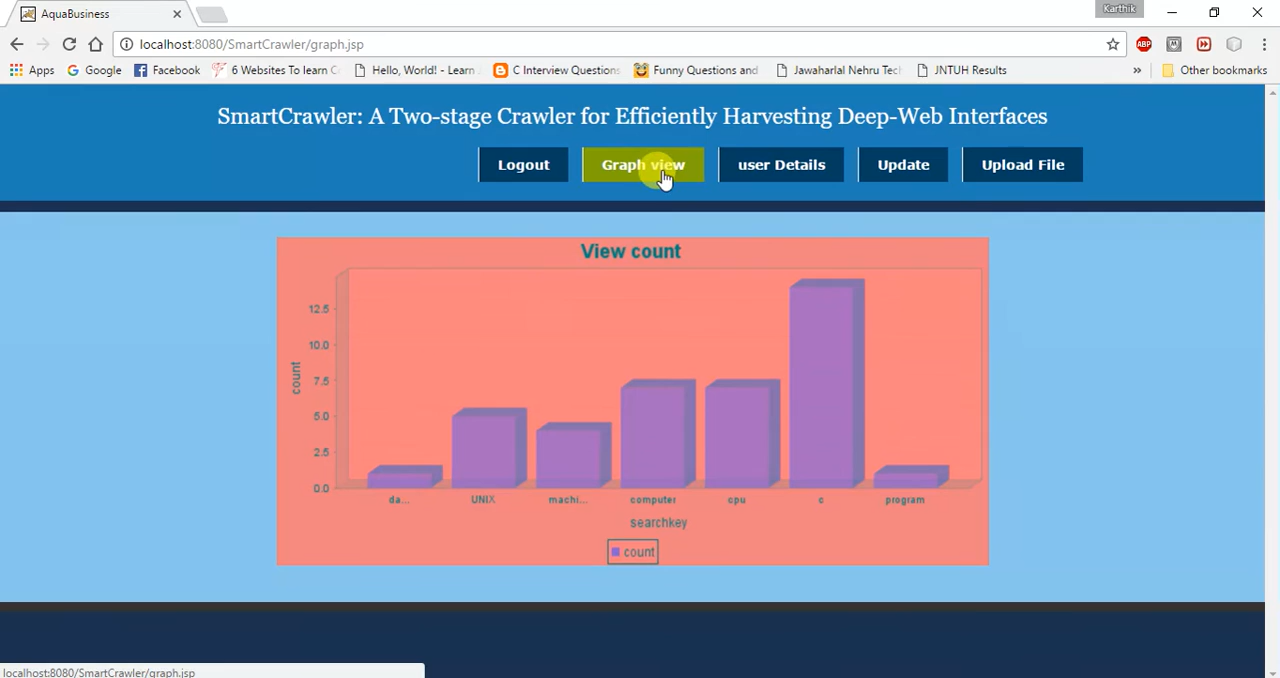 AquaBusiness
Karthik
localhost:8080/SmartCrawler/graph.jsp
ABP
Apps Google Facebook 6 Websites To learn C Hello, World! - Learn C Interview Questions Funny Questions and Jawaharlal Nehru Tech JNTUH Results » Other bookmarks
SmartCrawler: A Two-stage Crawler for Efficiently Harvesting Deep-Web Interfaces
Logout Graph view user Details Update Upload File
View count
12.5
10.0
7.5
5.0
2.5
0.0
count
da... UNIX machi... computer cpu c program
searchkey
count
localhost:8080/SmartCrawler/graph.jsp